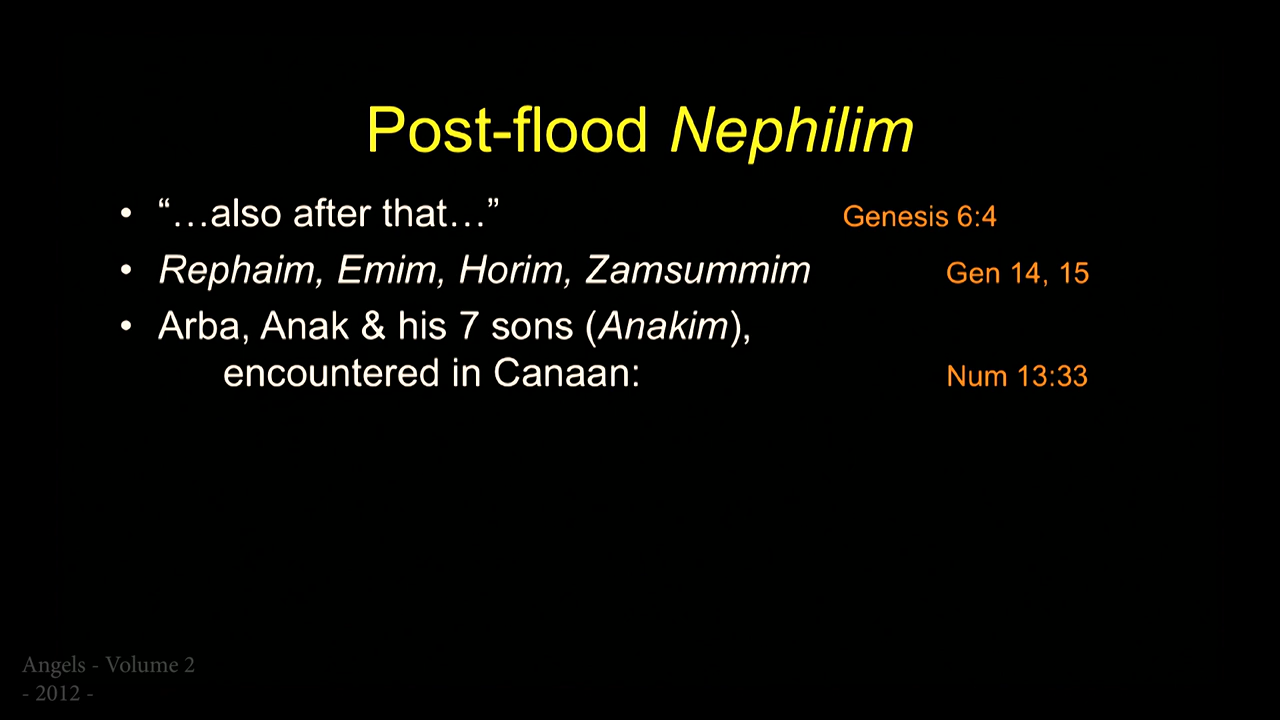 Post-flood Nephilim
• “…also after that…” Genesis 6:4
• Rephaim, Emim, Horim, Zamsummim Gen 14, 15
• Arba, Anak & his 7 sons (Anakim),
encountered in Canaan: Num 13:33
Angels - Volume 2
- 2012 -